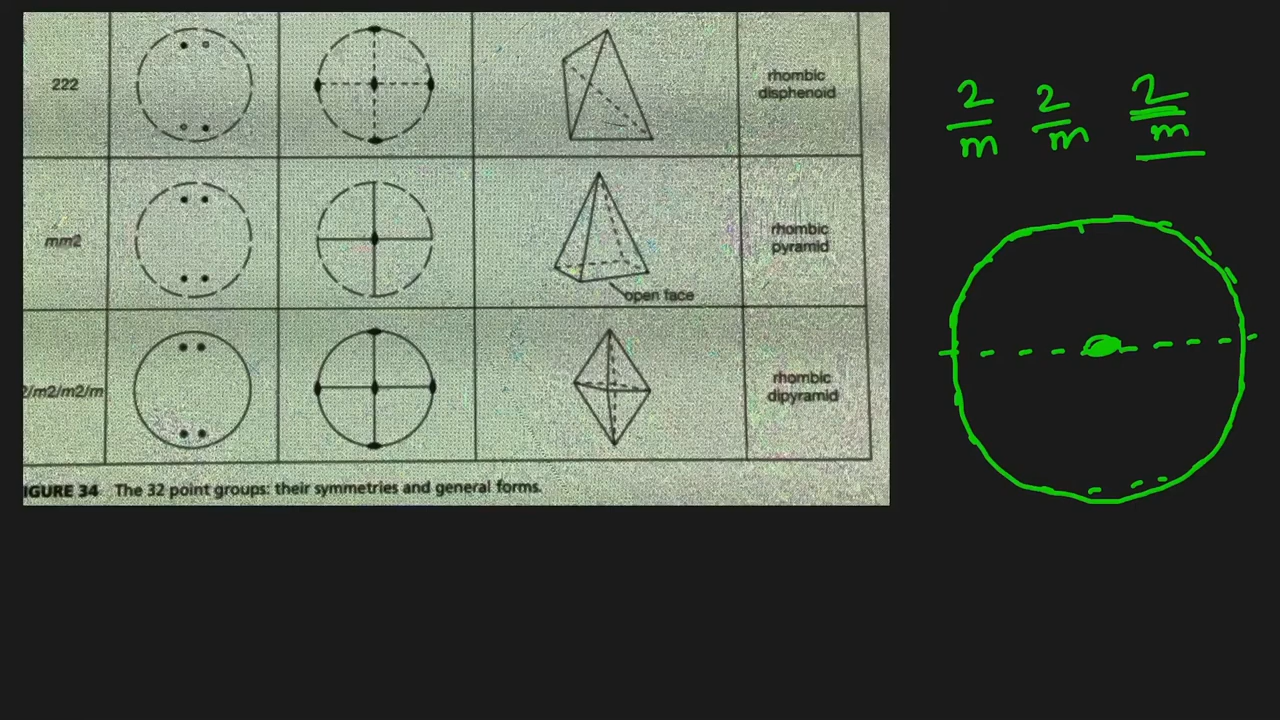 222
rhombic
disphenoid
mm2
rhombic
pyramid
open face
2/m2/m2/m
rhombic
dipyramid
IGURE 34 The 32 point groups: their symmetries and general forms.
2/m 2/m 2/m